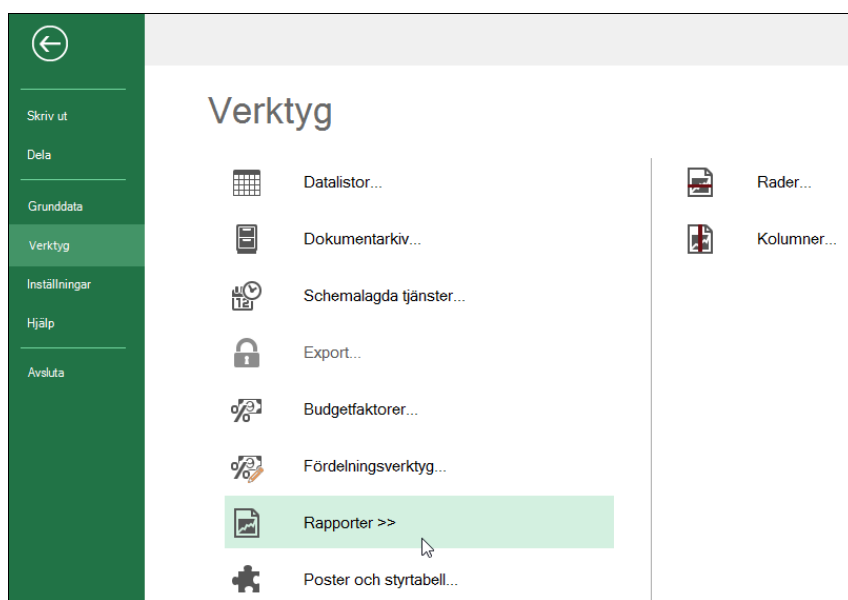 Skriv ut
Dela
Grunddata
Verktyg
Inställningar
Hjälp
Avsluta
Verktyg
Datalistor...
Dokumentarkiv...
Schemalagda tjänster...
Export...
Budgetfaktorer...
Fördelningsverktyg...
Rapporter >>
Poster och styrtabell...
Rader...
Kolumner...